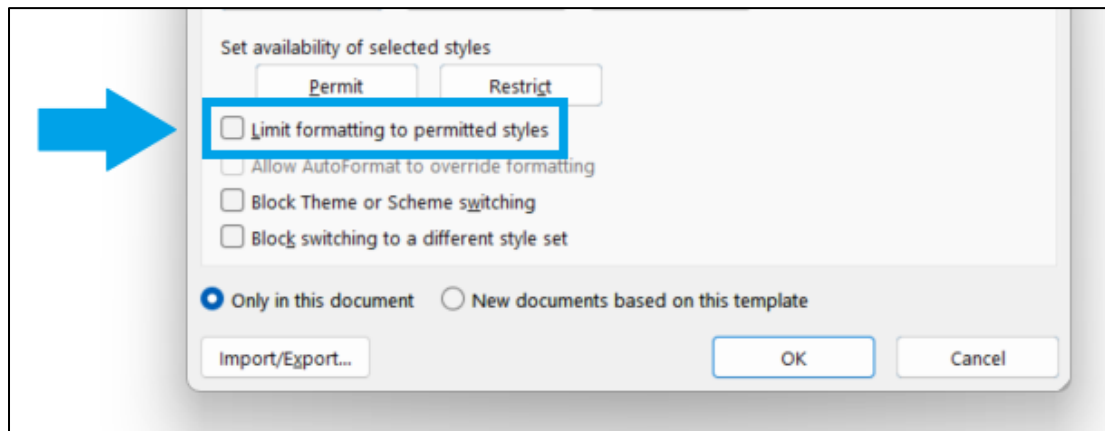 Set availability of selected styles
Permit Restrict
Limit formatting to permitted styles
Allow AutoFormat to override formatting
Block Theme or Scheme switching
Block switching to a different style set
Only in this document New documents based on this template
Import/Export... OK Cancel